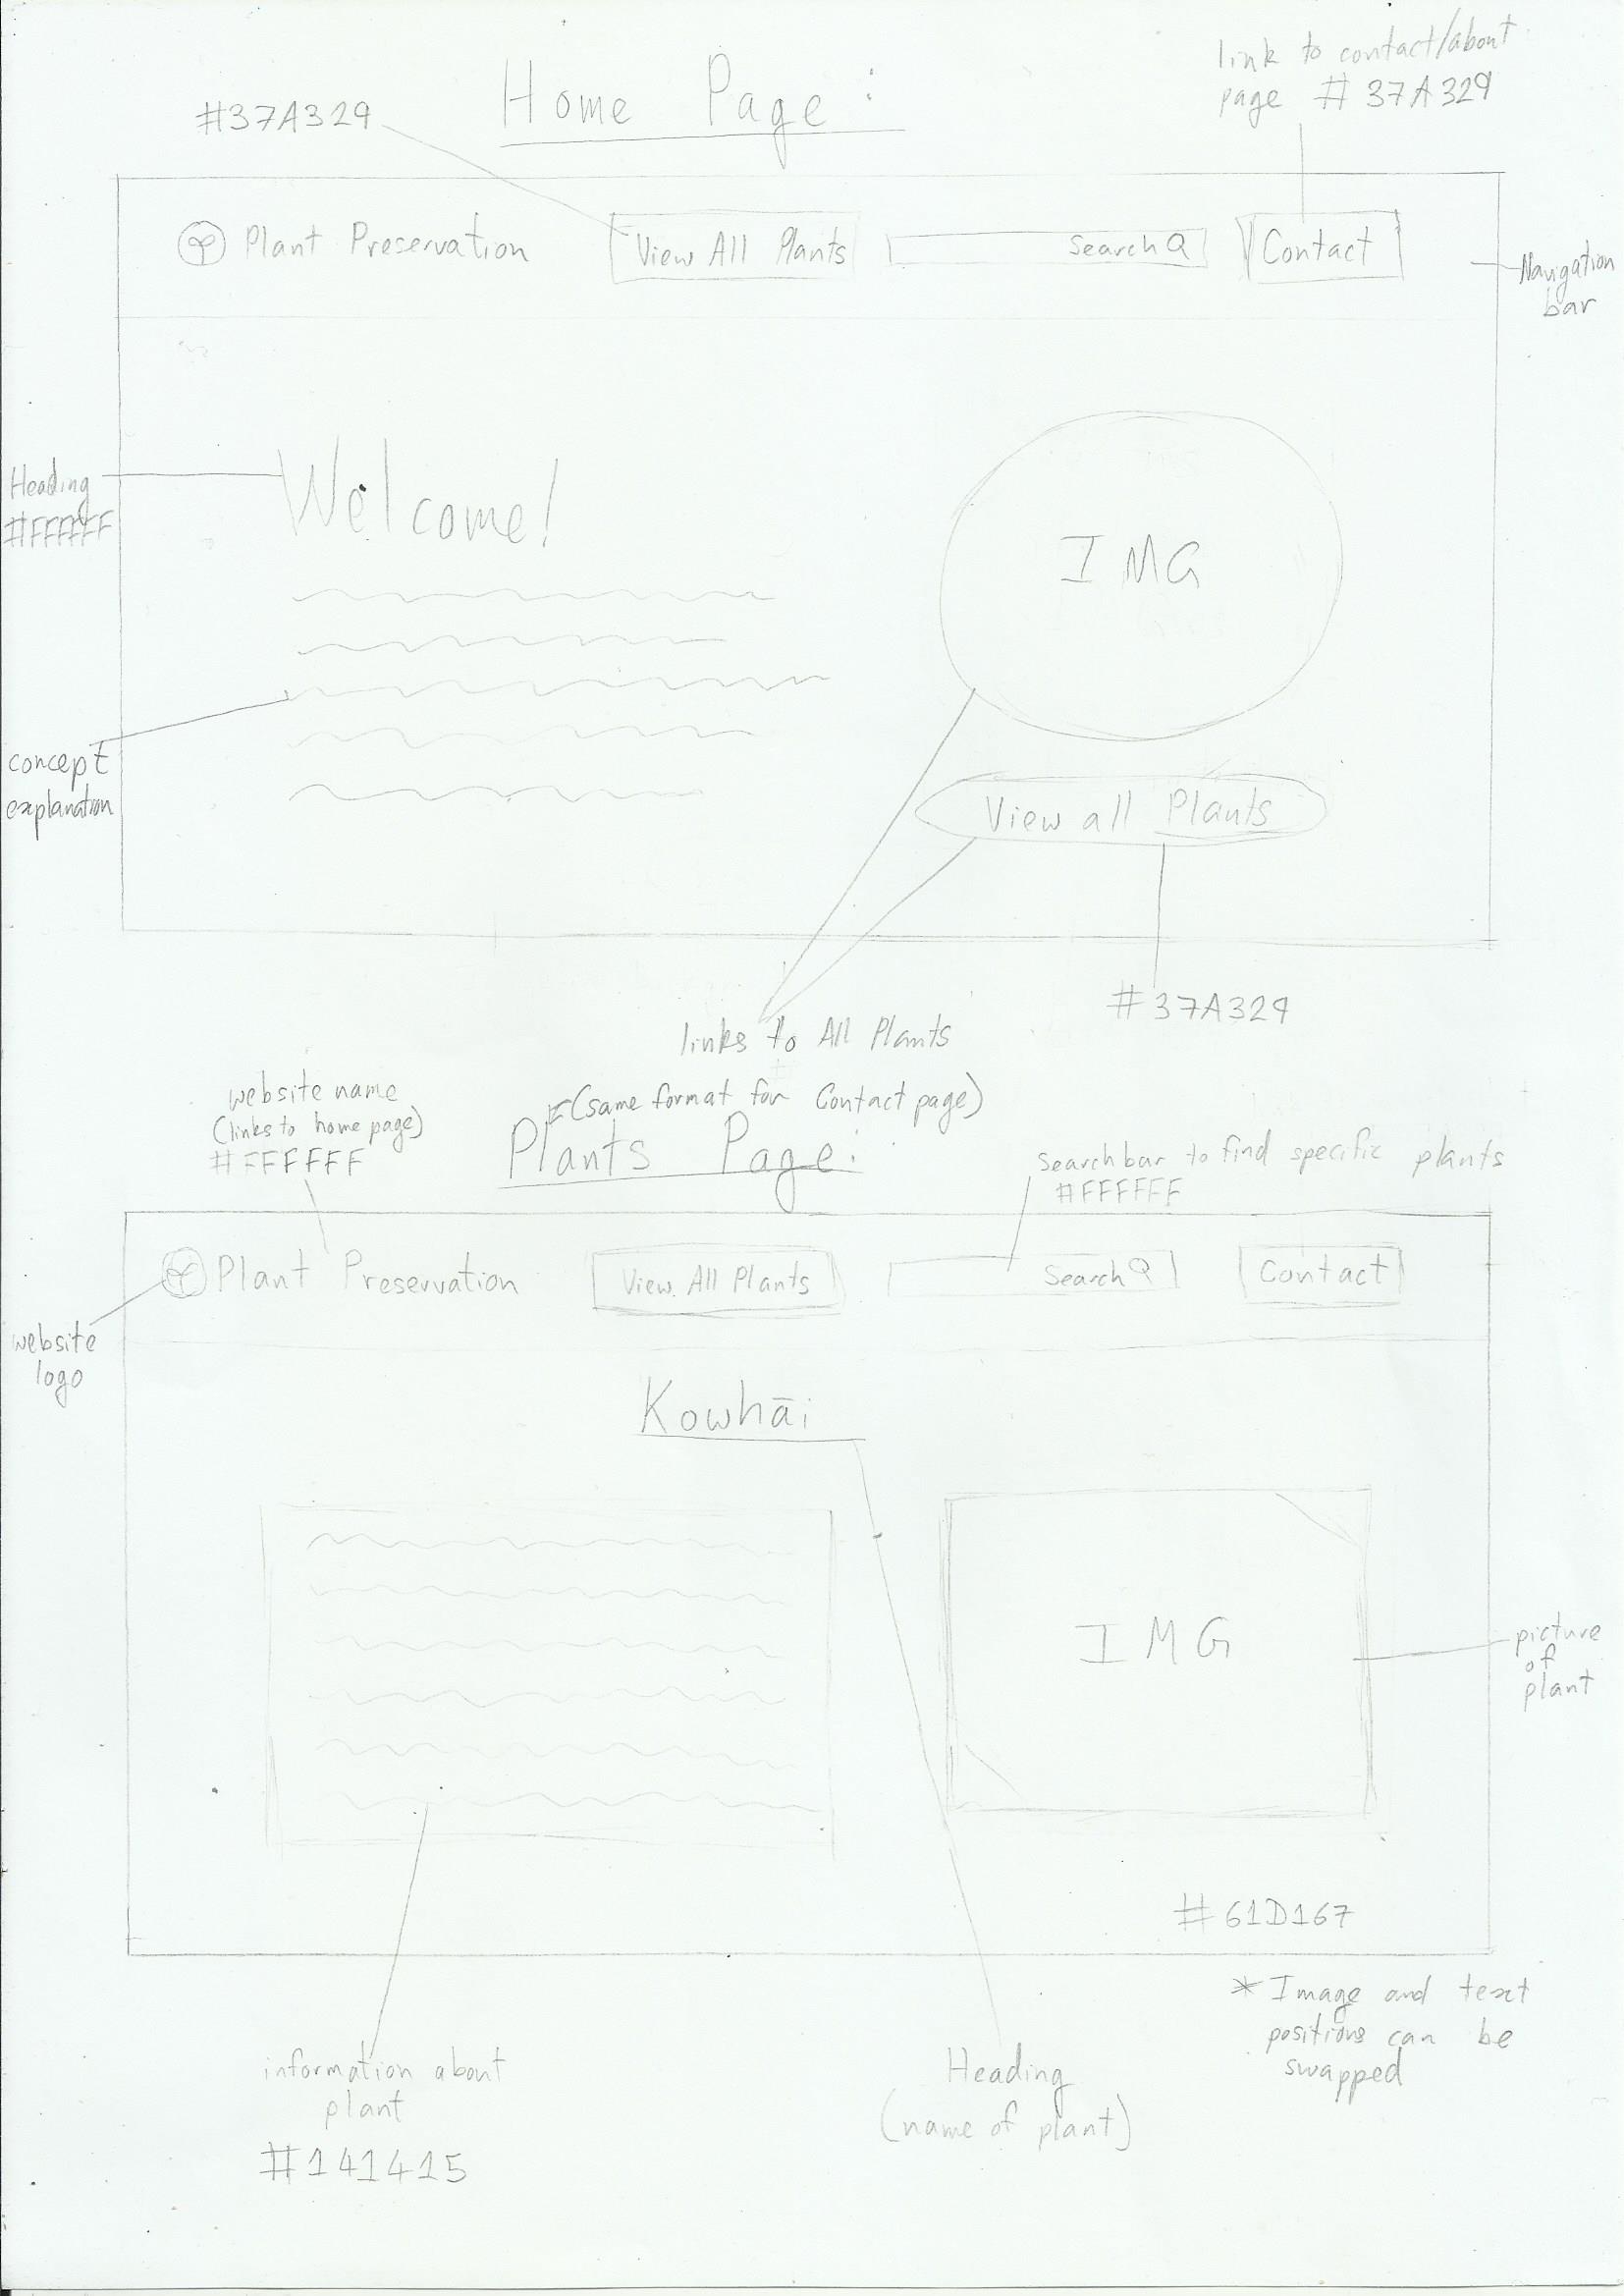 link to contact/about
page #37A329
#37A329
Home Page:
Plant Preservation
View All Plants
Search
Contact
Navigation
bar
Heading
#FFFFFF
Welcome!
IMG
concept
explanation
View all Plants
#37A329
links to All Plants
website name
(links to home page)
#FFFFFF
(same format for Contact page)
Plants Page:
Search bar to find specific plants
#FFFFFF
Plant Preservation
View All Plants
Search
Contact
website
logo
Kowhāi
IMG
picture
of
plant
#61D167
* Image and text
positions can be
swapped
information about
plant
#141415
Heading
(name of plant)